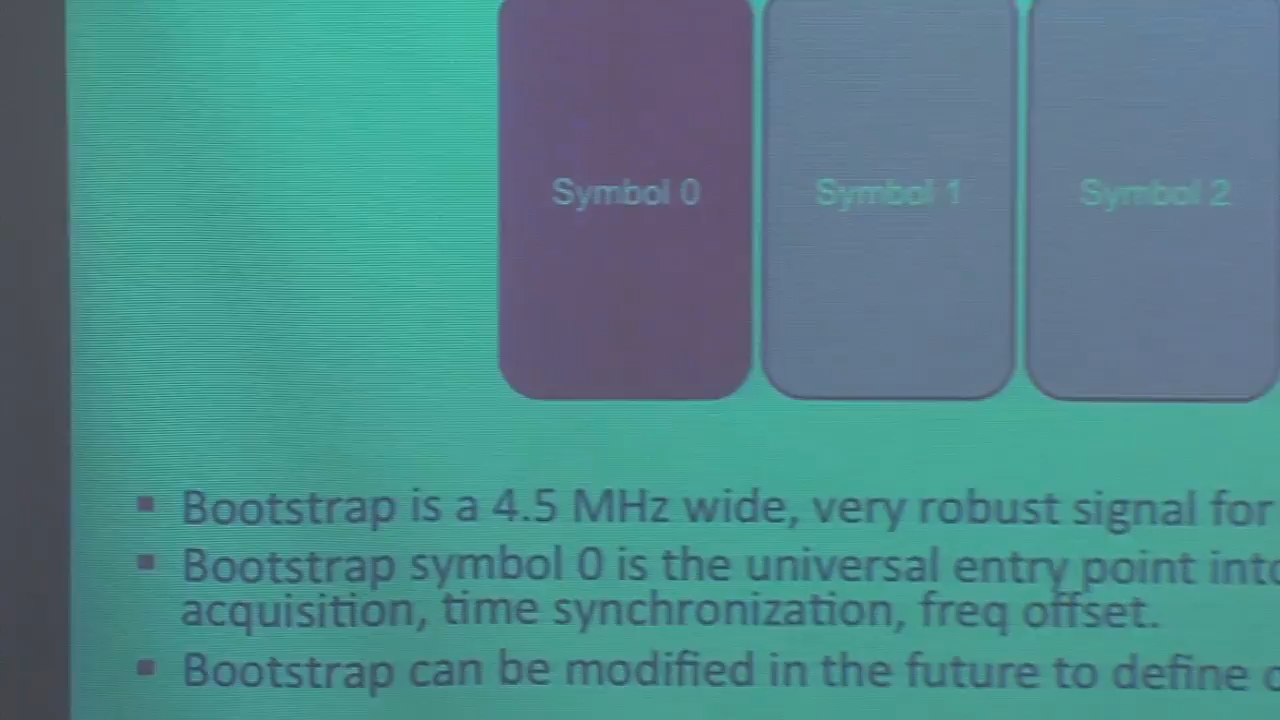 Symbol 0 Symbol 1 Symbol 2
▪ Bootstrap is a 4.5 MHz wide, very robust signal for
▪ Bootstrap symbol 0 is the universal entry point into
acquisition, time synchronization, freq offset.
▪ Bootstrap can be modified in the future to define